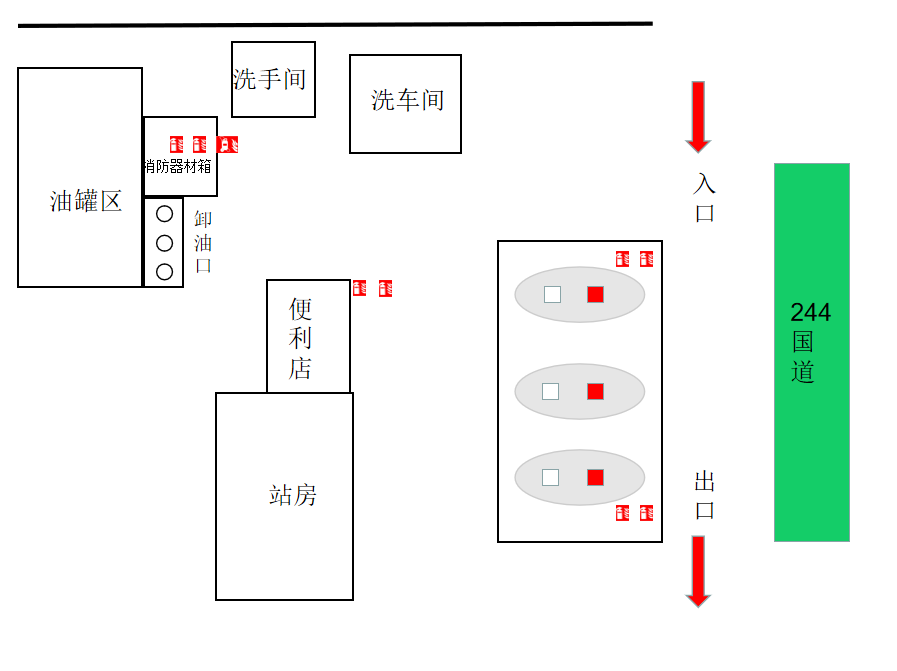 洗手间
洗车间
消防器材箱
油罐区
卸
油
口
入
口
便
利
店
244
国
道
站房
出
口